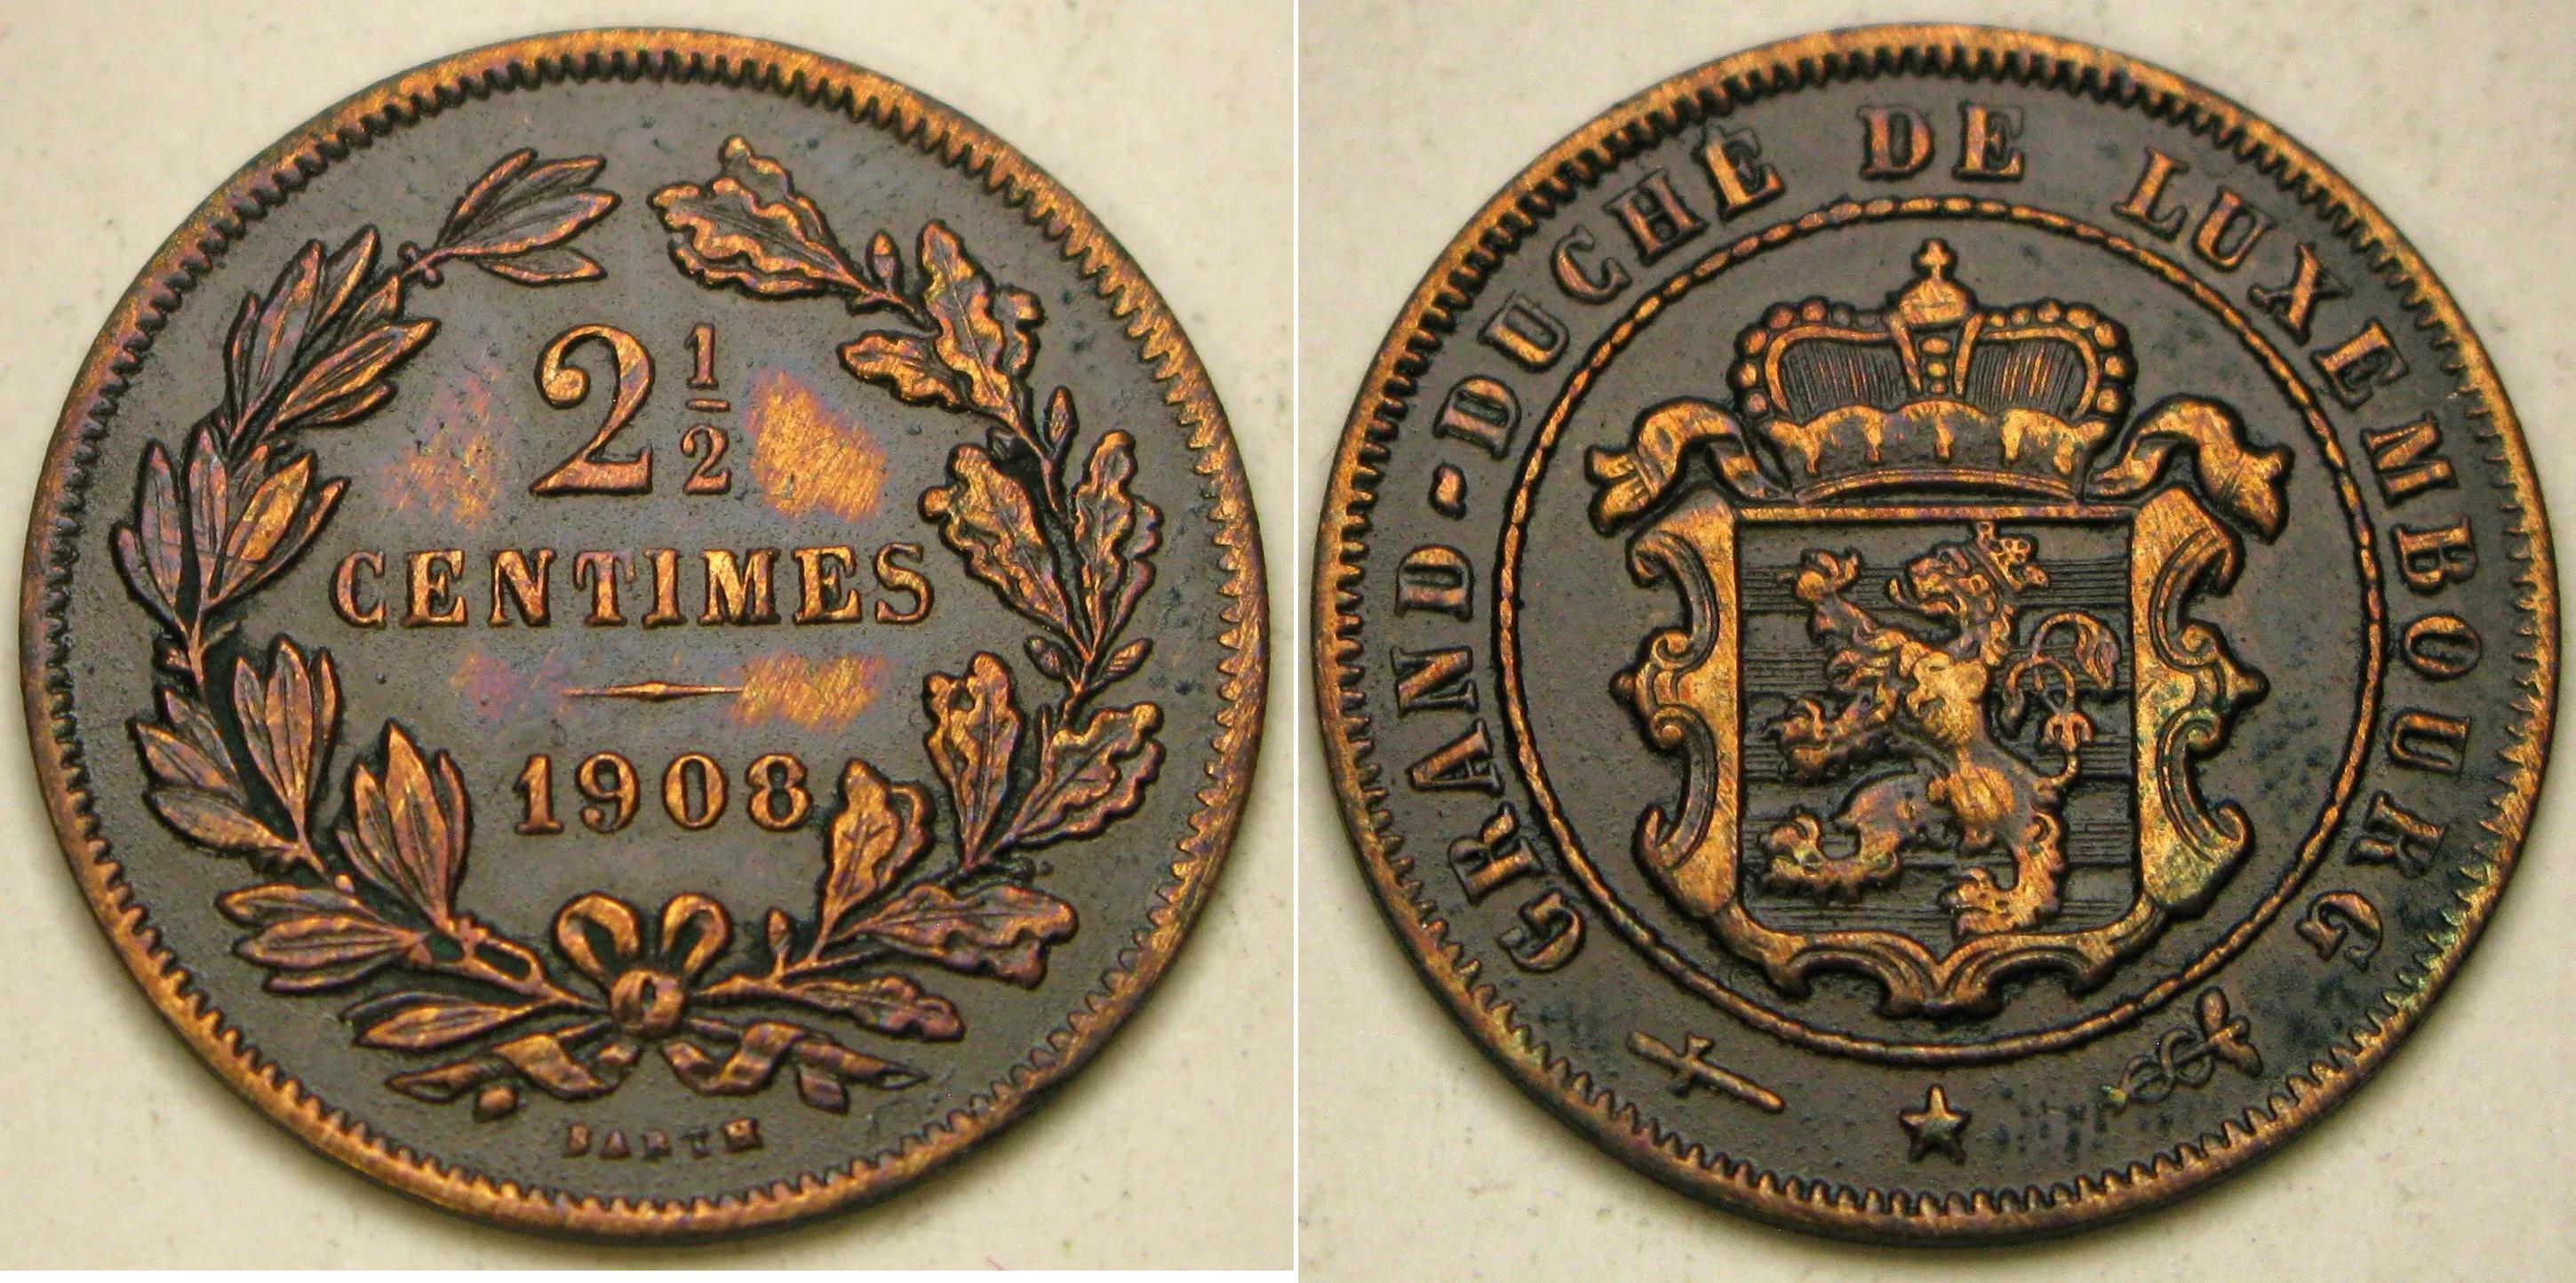 2 1/2
CENTIMES
1908
BARTH
GRAND-DUCHÉ DE LUXEMBOURG